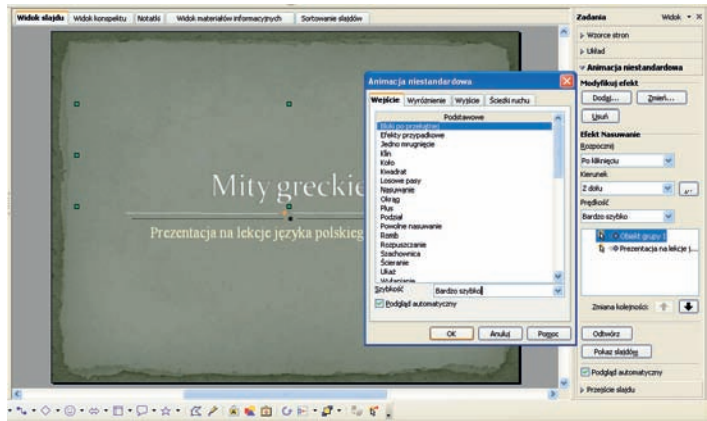 Widok slajdu Widok konspektu Notatki Widok materiałów informacyjnych Sortowanie slajdów
Mity greckie
Prezentacja na lekcje języka polskieg
Animacja niestandardowa
Wejście Wyróżnienie Wyjście Ścieżki ruchu
Podstawowe
Bloki po przekątnej
Efekty przypadkowe
Jedno mrugnięcie
Klin
Koło
Kwadrat
Losowe pasy
Nasuwanie
Okrąg
Plus
Podział
Powolne nasuwanie
Romb
Rozpuszczanie
Szachownica
Ścieranie
Ukaż
Wyłanianie
Szybkość Bardzo szybko
Podgląd automatyczny
OK Anuluj Pomoc
Zadania Widok
Wzorce stron
Układ
Animacja niestandardowa
Modyfikuj efekt
Dodaj... Zmień...
Usuń
Efekt Nasuwanie
Rozpocznij
Po kliknięciu
Kierunek
Z dołu
Prędkość
Bardzo szybko
Obiekt grupy 1
Prezentacja na lekcje j...
Zmiana kolejności:
Odtwórz
Pokaz slajdów
Podgląd automatyczny
Przejście slajdu